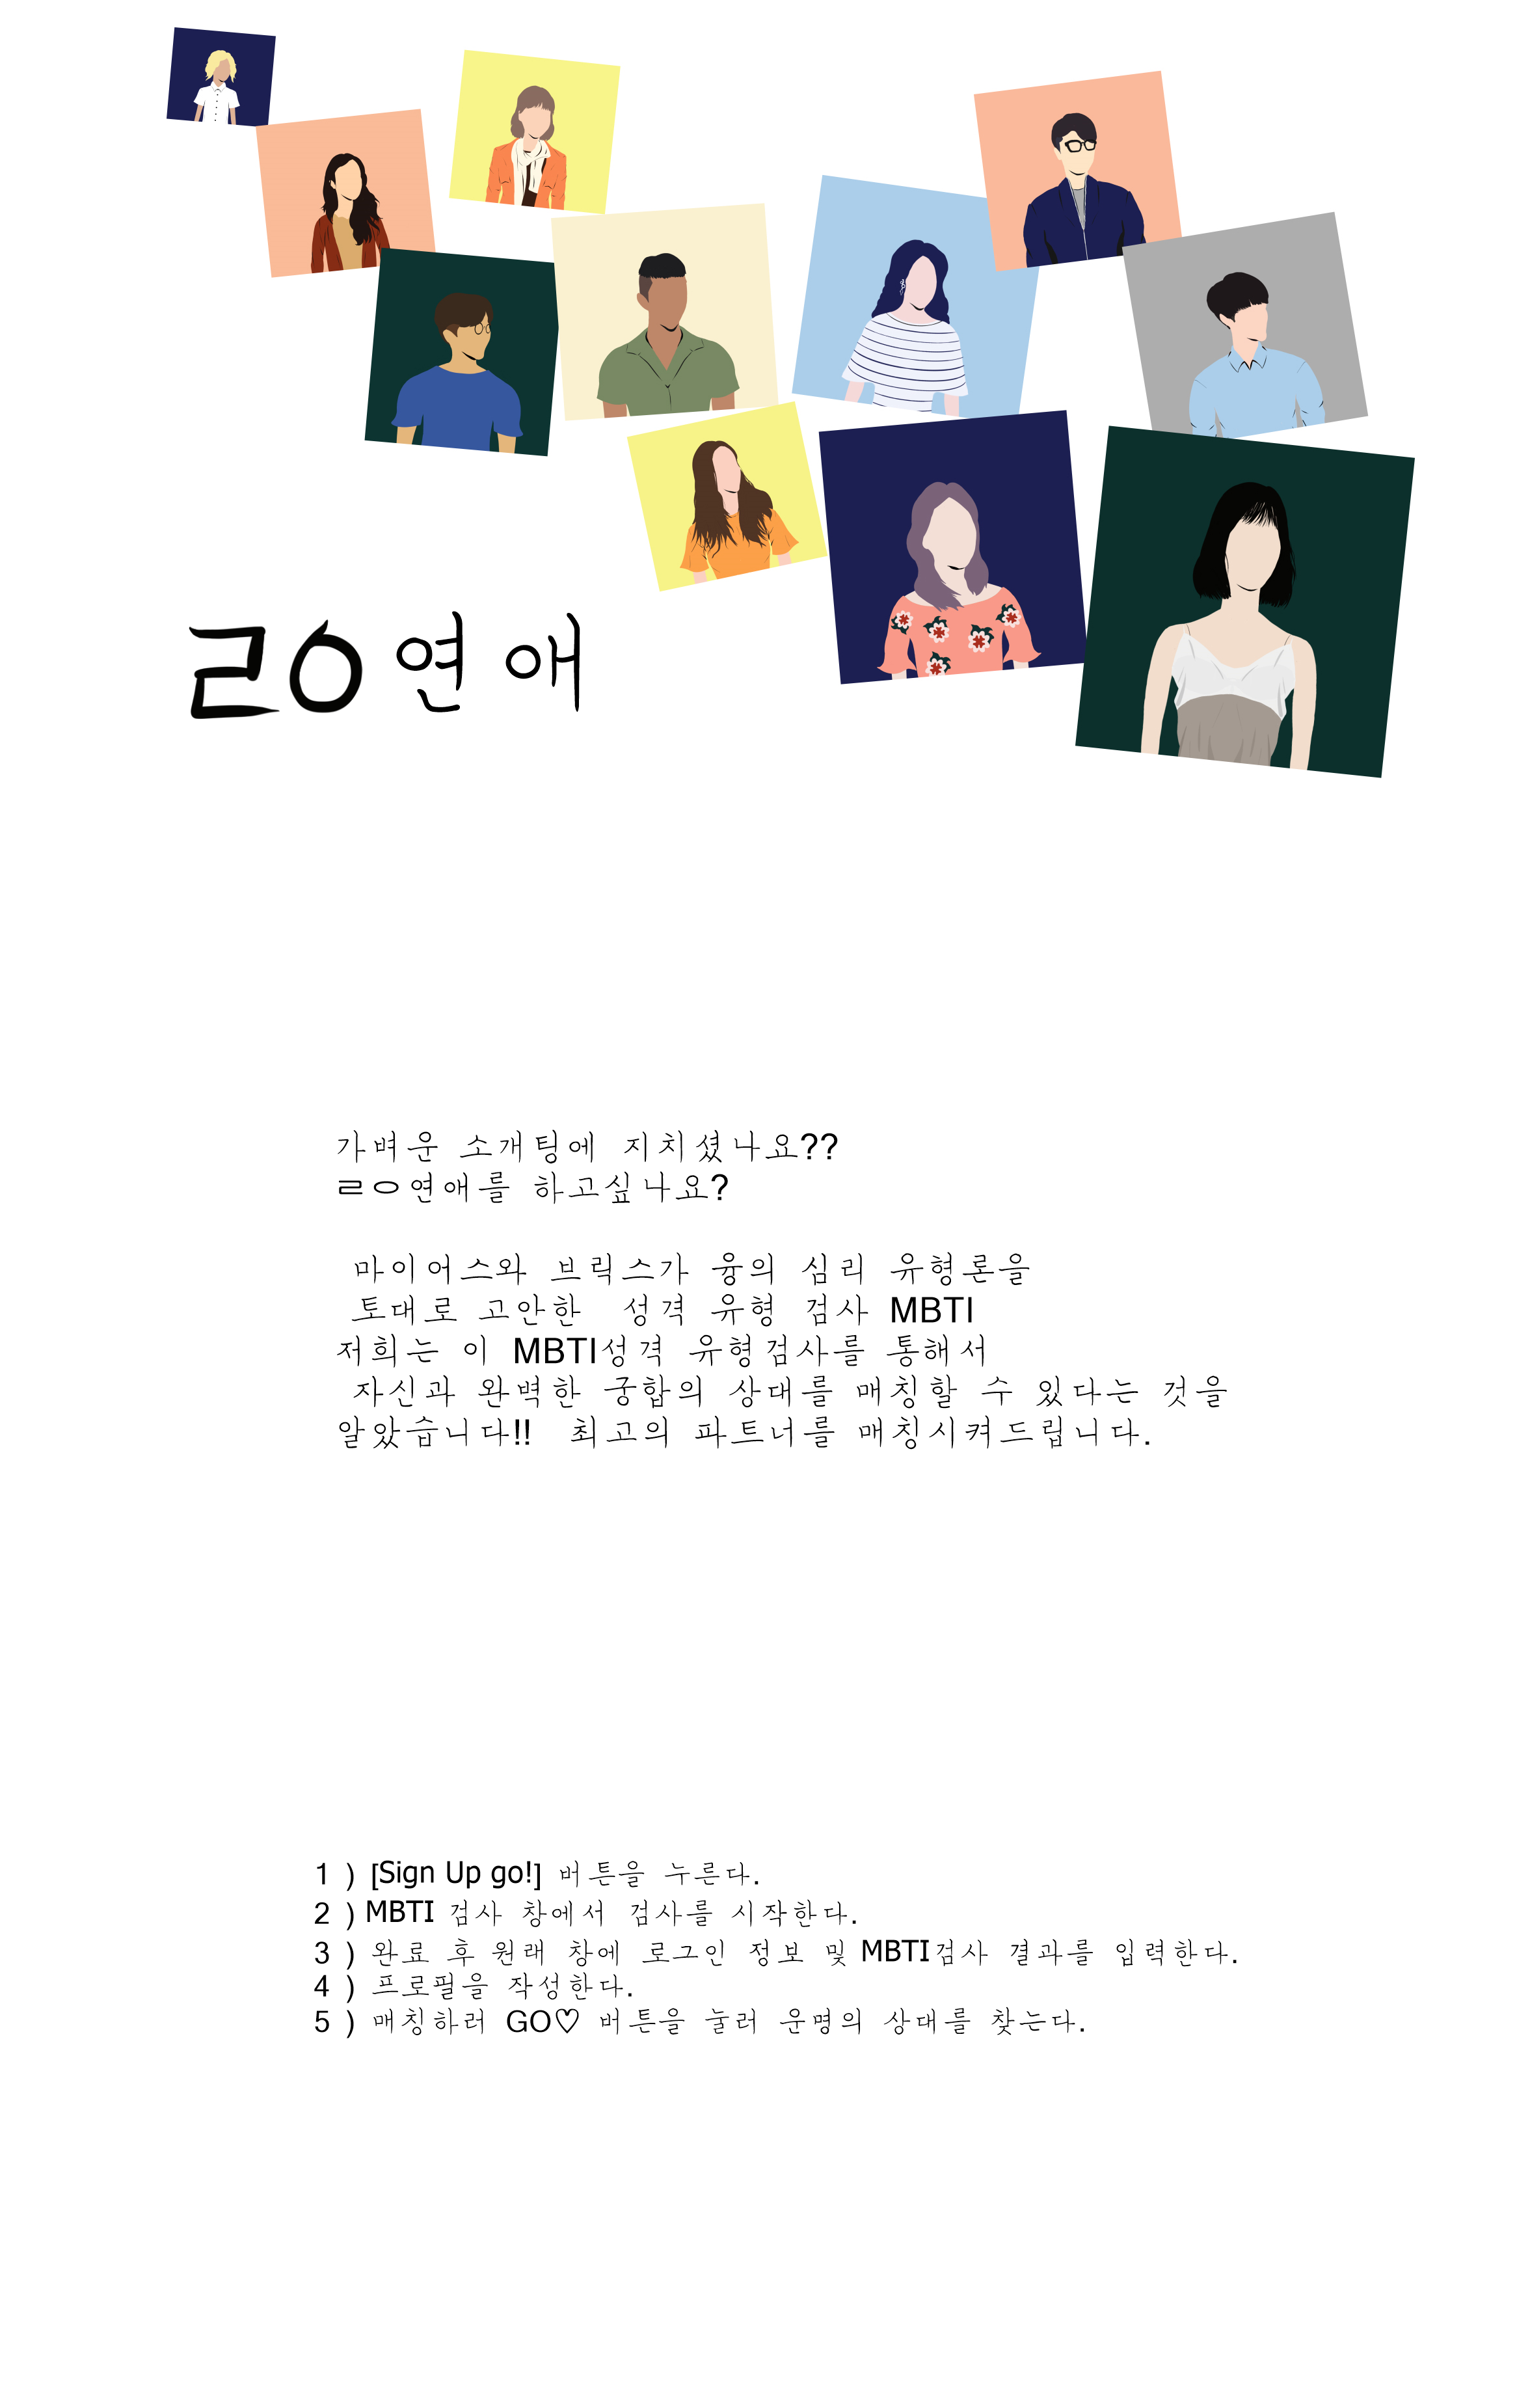 ㄹㅇ연애
가벼운 소개팅에 지치셨나요??
ㄹㅇ연애를 하고싶나요?
마이어스와 브릭스가 융의 심리 유형론을
토대로 고안한 성격 유형 검사 MBTI
저희는 이 MBTI성격 유형검사를 통해서
자신과 완벽한 궁합의 상대를 매칭할 수 있다는 것을
알았습니다!! 최고의 파트너를 매칭시켜드립니다.
1 ) [Sign Up go!] 버튼을 누른다.
2 ) MBTI 검사 창에서 검사를 시작한다.
3 ) 완료 후 원래 창에 로그인 정보 및 MBTI검사 결과를 입력한다.
4 ) 프로필을 작성한다.
5 ) 매칭하러 GO♡ 버튼을 눌러 운명의 상대를 찾는다.